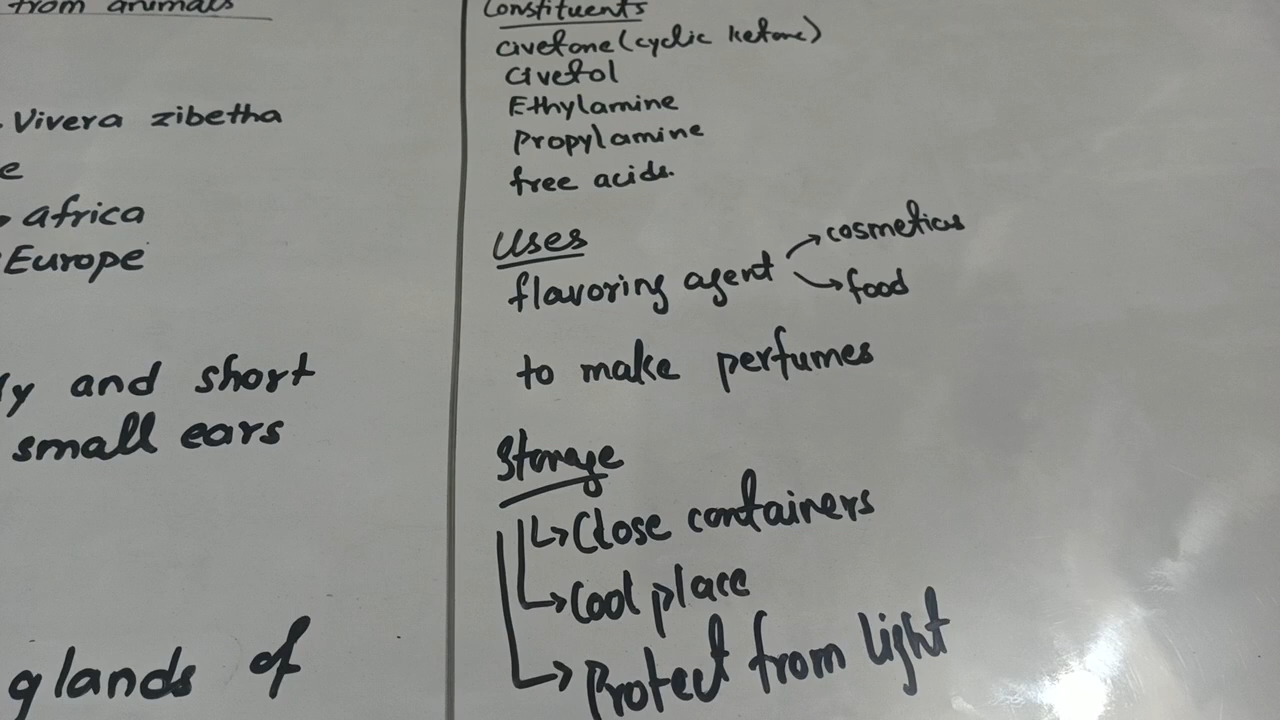 from animals
Vivera zibetha
e
africa
Europe
ly and short
small ears
glands of
Constituents
civetone (cyclic ketone)
civetol
Ethylamine
Propylamine
free acids.
Uses
flavoring agent
cosmetics
food
to make perfumes
Storage
Close containers
Cool place
Protect from light